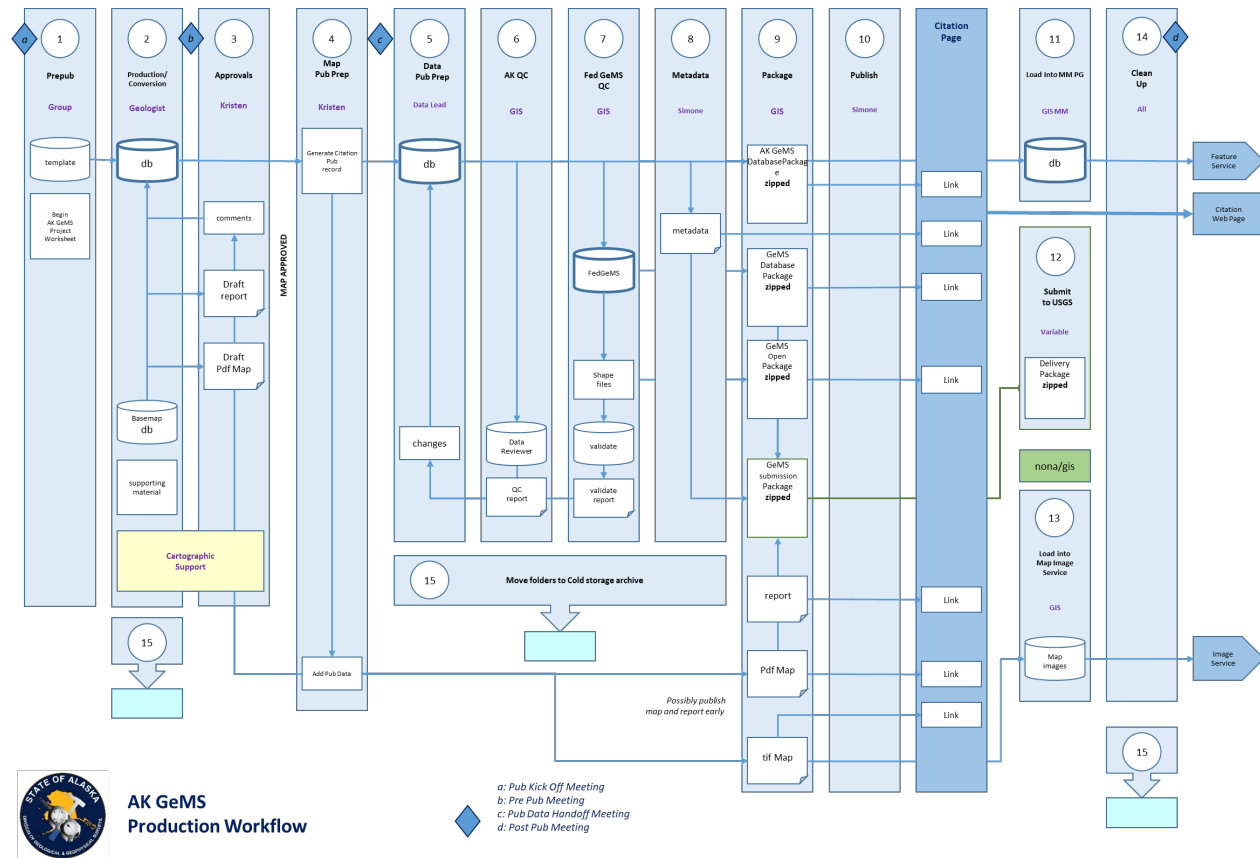 a
1
Prepub
Group
template
Begin
AK GeMS
Project
Worksheet
2
Production/
Conversion
Geologist
db
Basemap
db
supporting
material
Cartographic
Support
15
b
3
Approvals
Kristen
comments
Draft
report
Draft
Pdf Map
MAP APPROVED
4
Map
Pub Prep
Kristen
Generate Citation
Pub
record
Add Pub Data
c
5
Data
Pub Prep
Data Lead
db
changes
6
AK QC
GIS
Data
Reviewer
QC
report
7
Fed GeMS
QC
GIS
FedGeMS
Shape
files
validate
validate
report
8
Metadata
Simone
metadata
15
Move folders to Cold storage archive
Possibly publish
map and report early
9
Package
GIS
AK GeMS
DatabasePackag
e
zipped
GeMS
Database
Package
zipped
GeMS
Open
Package
zipped
GeMS
submission
Package
zipped
report
Pdf Map
tif Map
10
Publish
Simone
Citation
Page
Link
Link
Link
Link
Link
Link
Link
11
Load Into MM PG
GIS MM
db
12
Submit
to USGS
Variable
Delivery
Package
zipped
nona/gis
13
Load into
Map Image
Service
GIS
Map
images
14
d
Clean
Up
All
15
Feature
Service
Citation
Web Page
Image
Service
STATE OF ALASKA
DIVISION OF GEOLOGICAL & GEOPHYSICAL SURVEYS
AK GeMS
Production Workflow
a: Pub Kick Off Meeting
b: Pre Pub Meeting
c: Pub Data Handoff Meeting
d: Post Pub Meeting